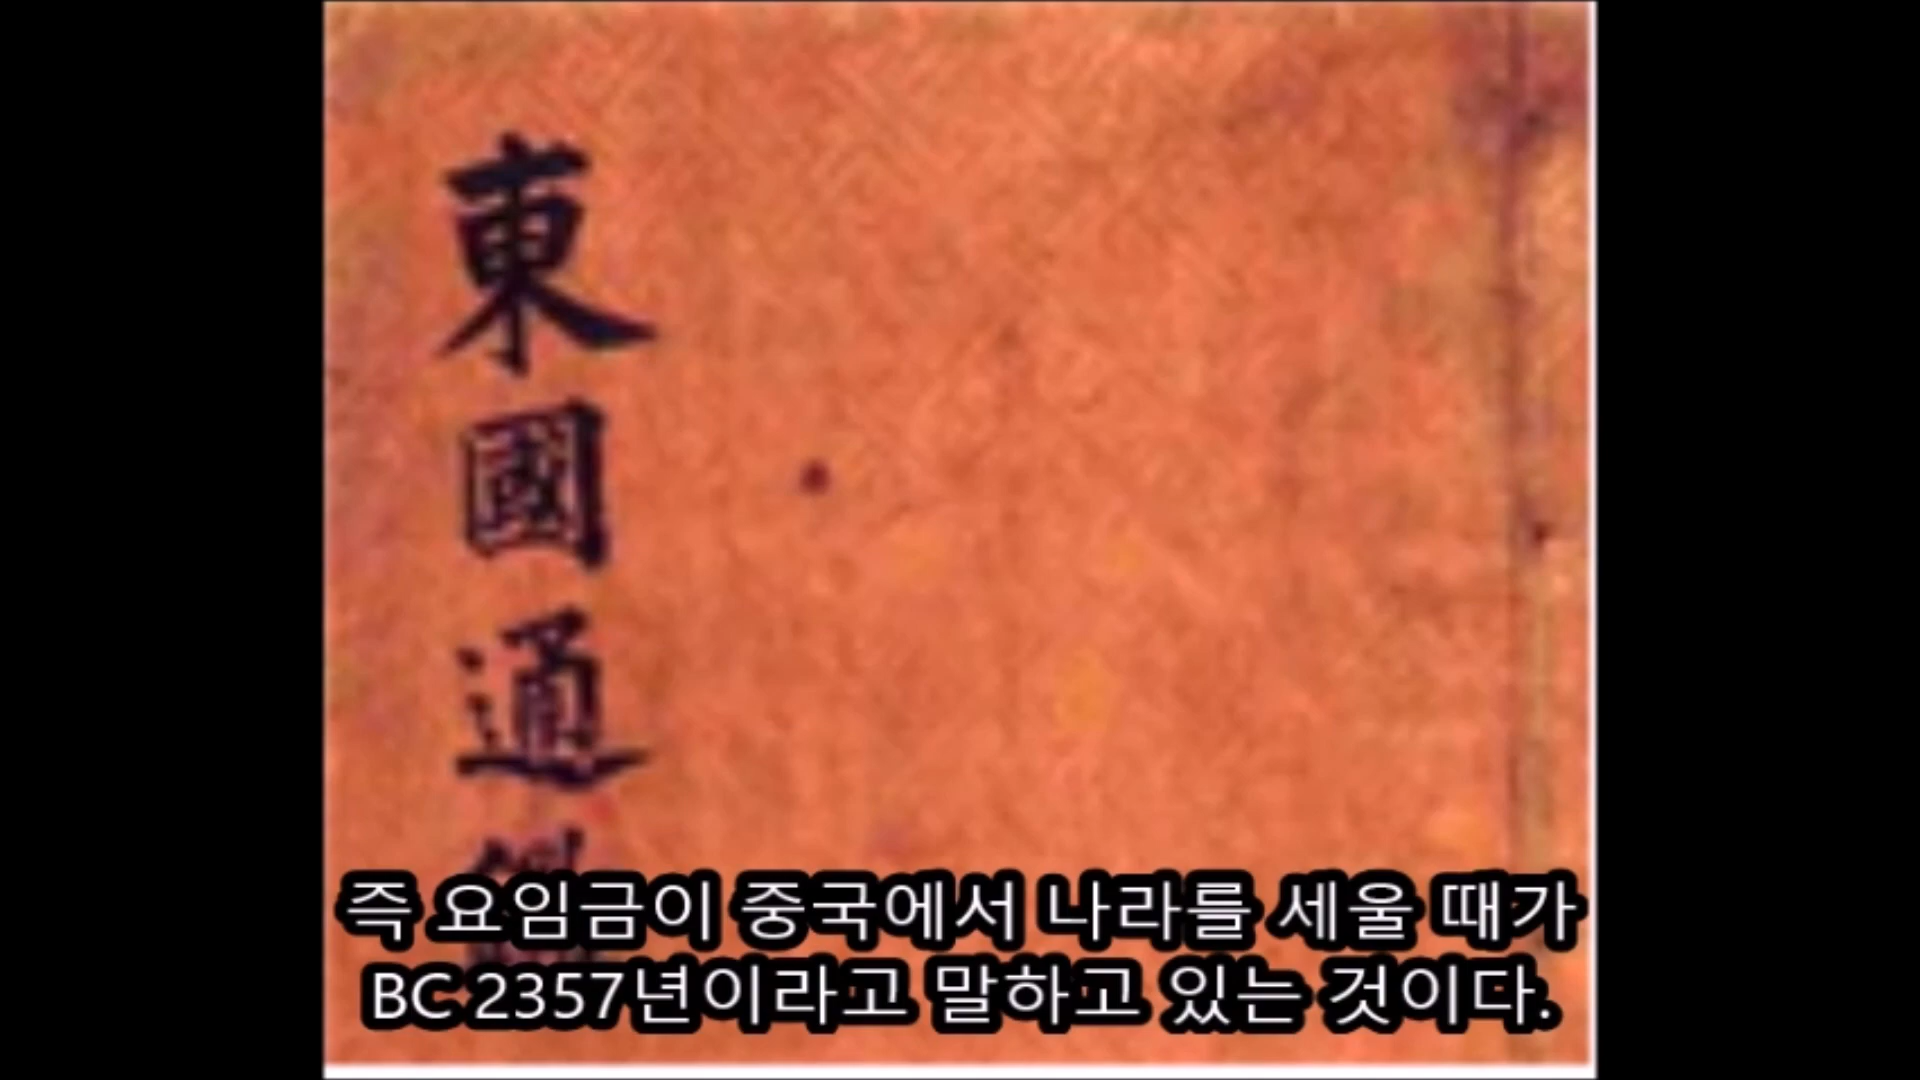 東國通鑑
즉 요임금이 중국에서 나라를 세울 때가
BC 2357년이라고 말하고 있는 것이다.